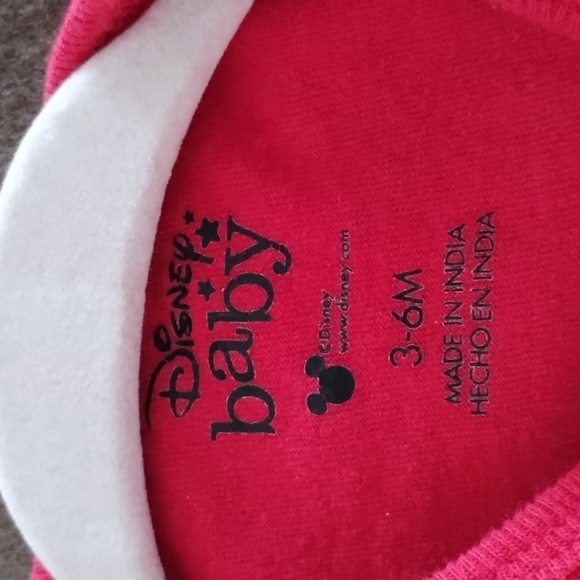 Disney
baby
©Disney
www.disney.com
3-6M
MADE IN INDIA
HECHO EN INDIA